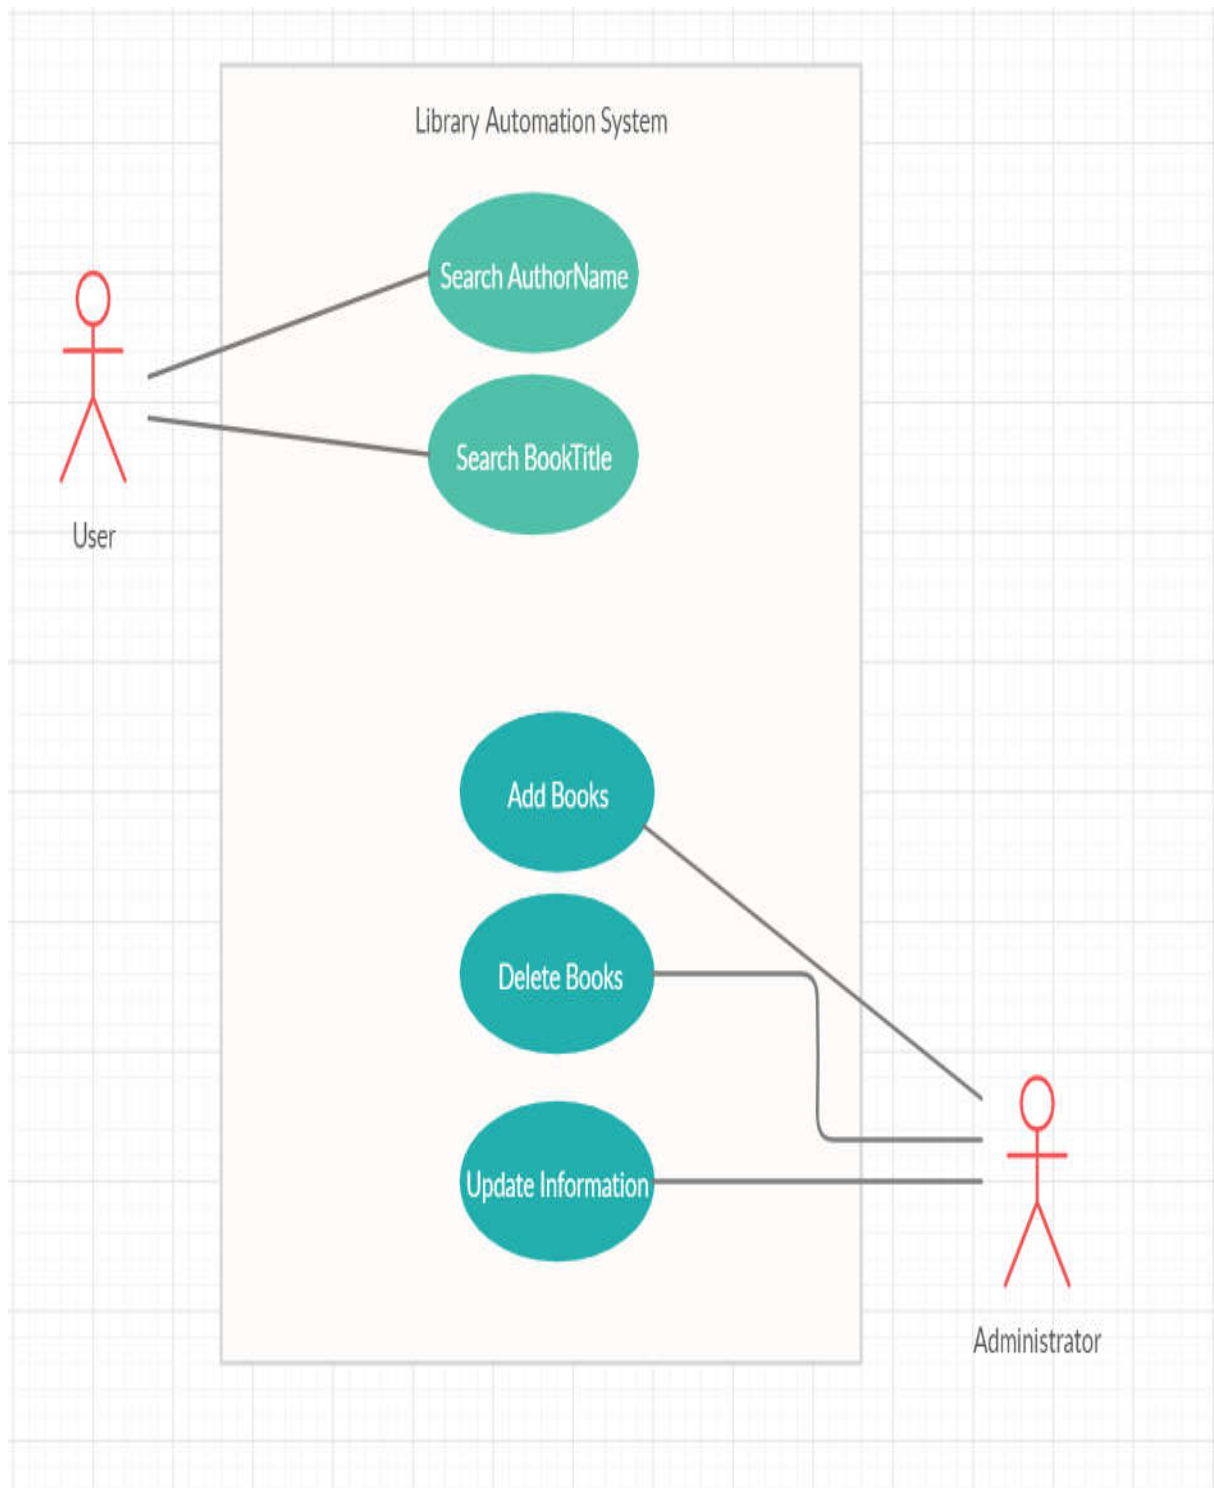 Library Automation System
Search AuthorName
Search BookTitle
User
Add Books
Delete Books
Update Information
Administrator